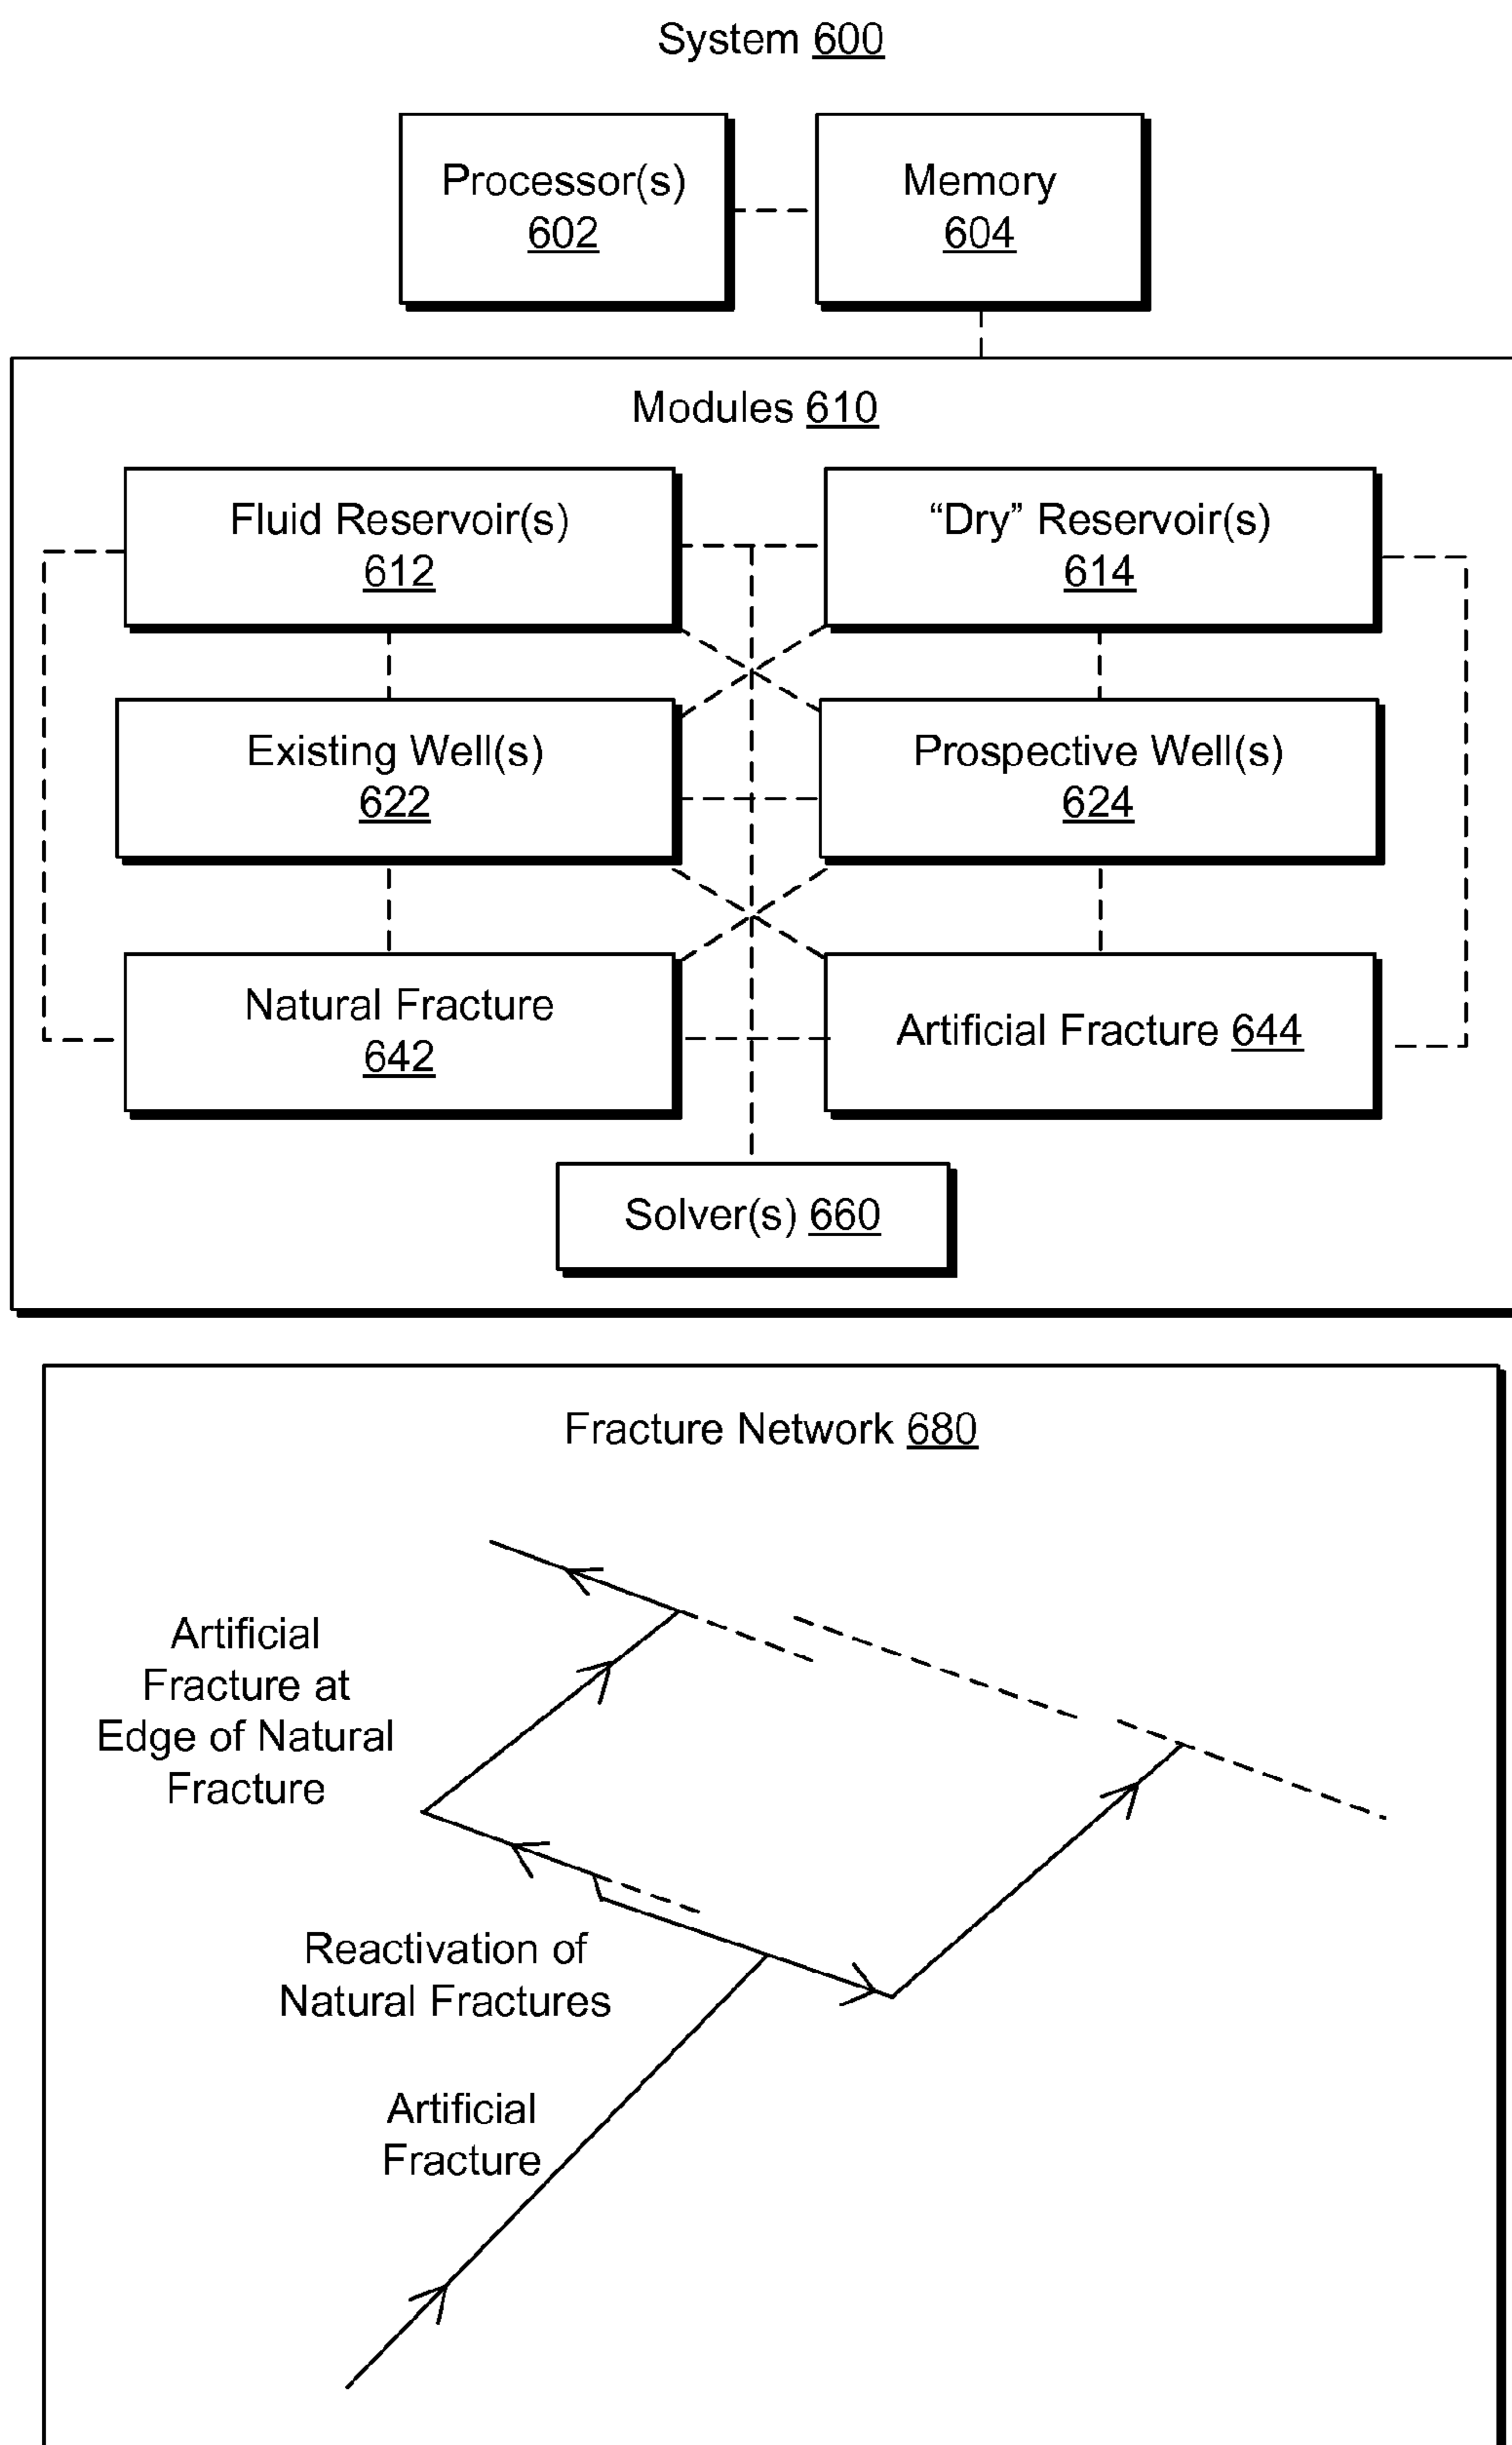 System 600
Processor(s)
602
Memory
604
Modules 610
Fluid Reservoir(s)
612
“Dry” Reservoir(s)
614
Existing Well(s)
622
Prospective Well(s)
624
Natural Fracture
642
Artificial Fracture 644
Solver(s) 660
Fracture Network 680
Artificial
Fracture at
Edge of Natural
Fracture
Reactivation of
Natural Fractures
Artificial
Fracture